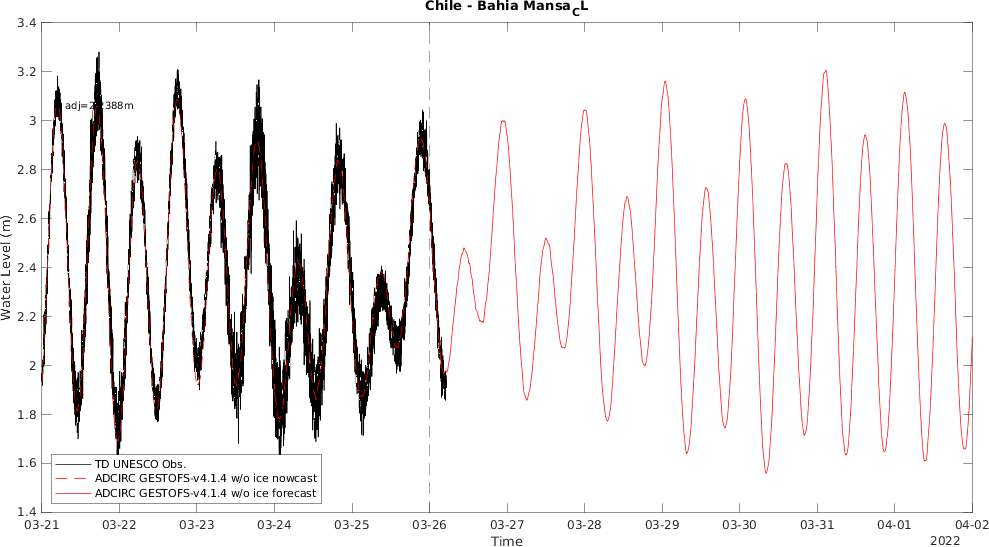 Chile - Bahia Mansa_CL
Water Level (m)
3.4
3.2
3
2.8
2.6
2.4
2.2
2
1.8
1.6
1.4
TD UNESCO Obs.
ADCIRC GESTOFS-v4.1.4 w/o ice nowcast
ADCIRC GESTOFS-v4.1.4 w/o ice forecast
03-21 03-22 03-23 03-24 03-25 03-26 03-27 03-28 03-29 03-30 03-31 04-01 04-02
Time
2022